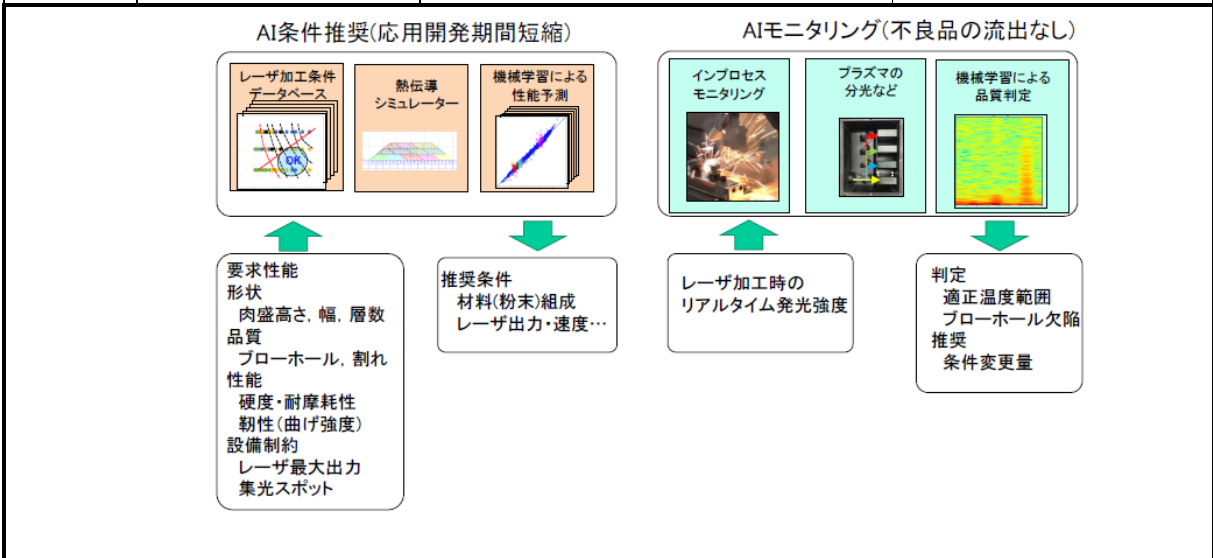 AI条件推奨(応用開発期間短縮)
レーザ加工条件
データベース
OK
熱伝導
シミュレーター
機械学習による
性能予測
要求性能
形状
肉盛高さ, 幅, 層数
品質
ブローホール, 割れ
性能
硬度・耐摩耗性
靭性(曲げ強度)
設備制約
レーザ最大出力
集光スポット
推奨条件
材料(粉末)組成
レーザ出力・速度…
AIモニタリング(不良品の流出なし)
インプロセス
モニタリング
プラズマの
分光など
機械学習による
品質判定
レーザ加工時の
リアルタイム発光強度
判定
適正温度範囲
ブローホール欠陥
推奨
条件変更量